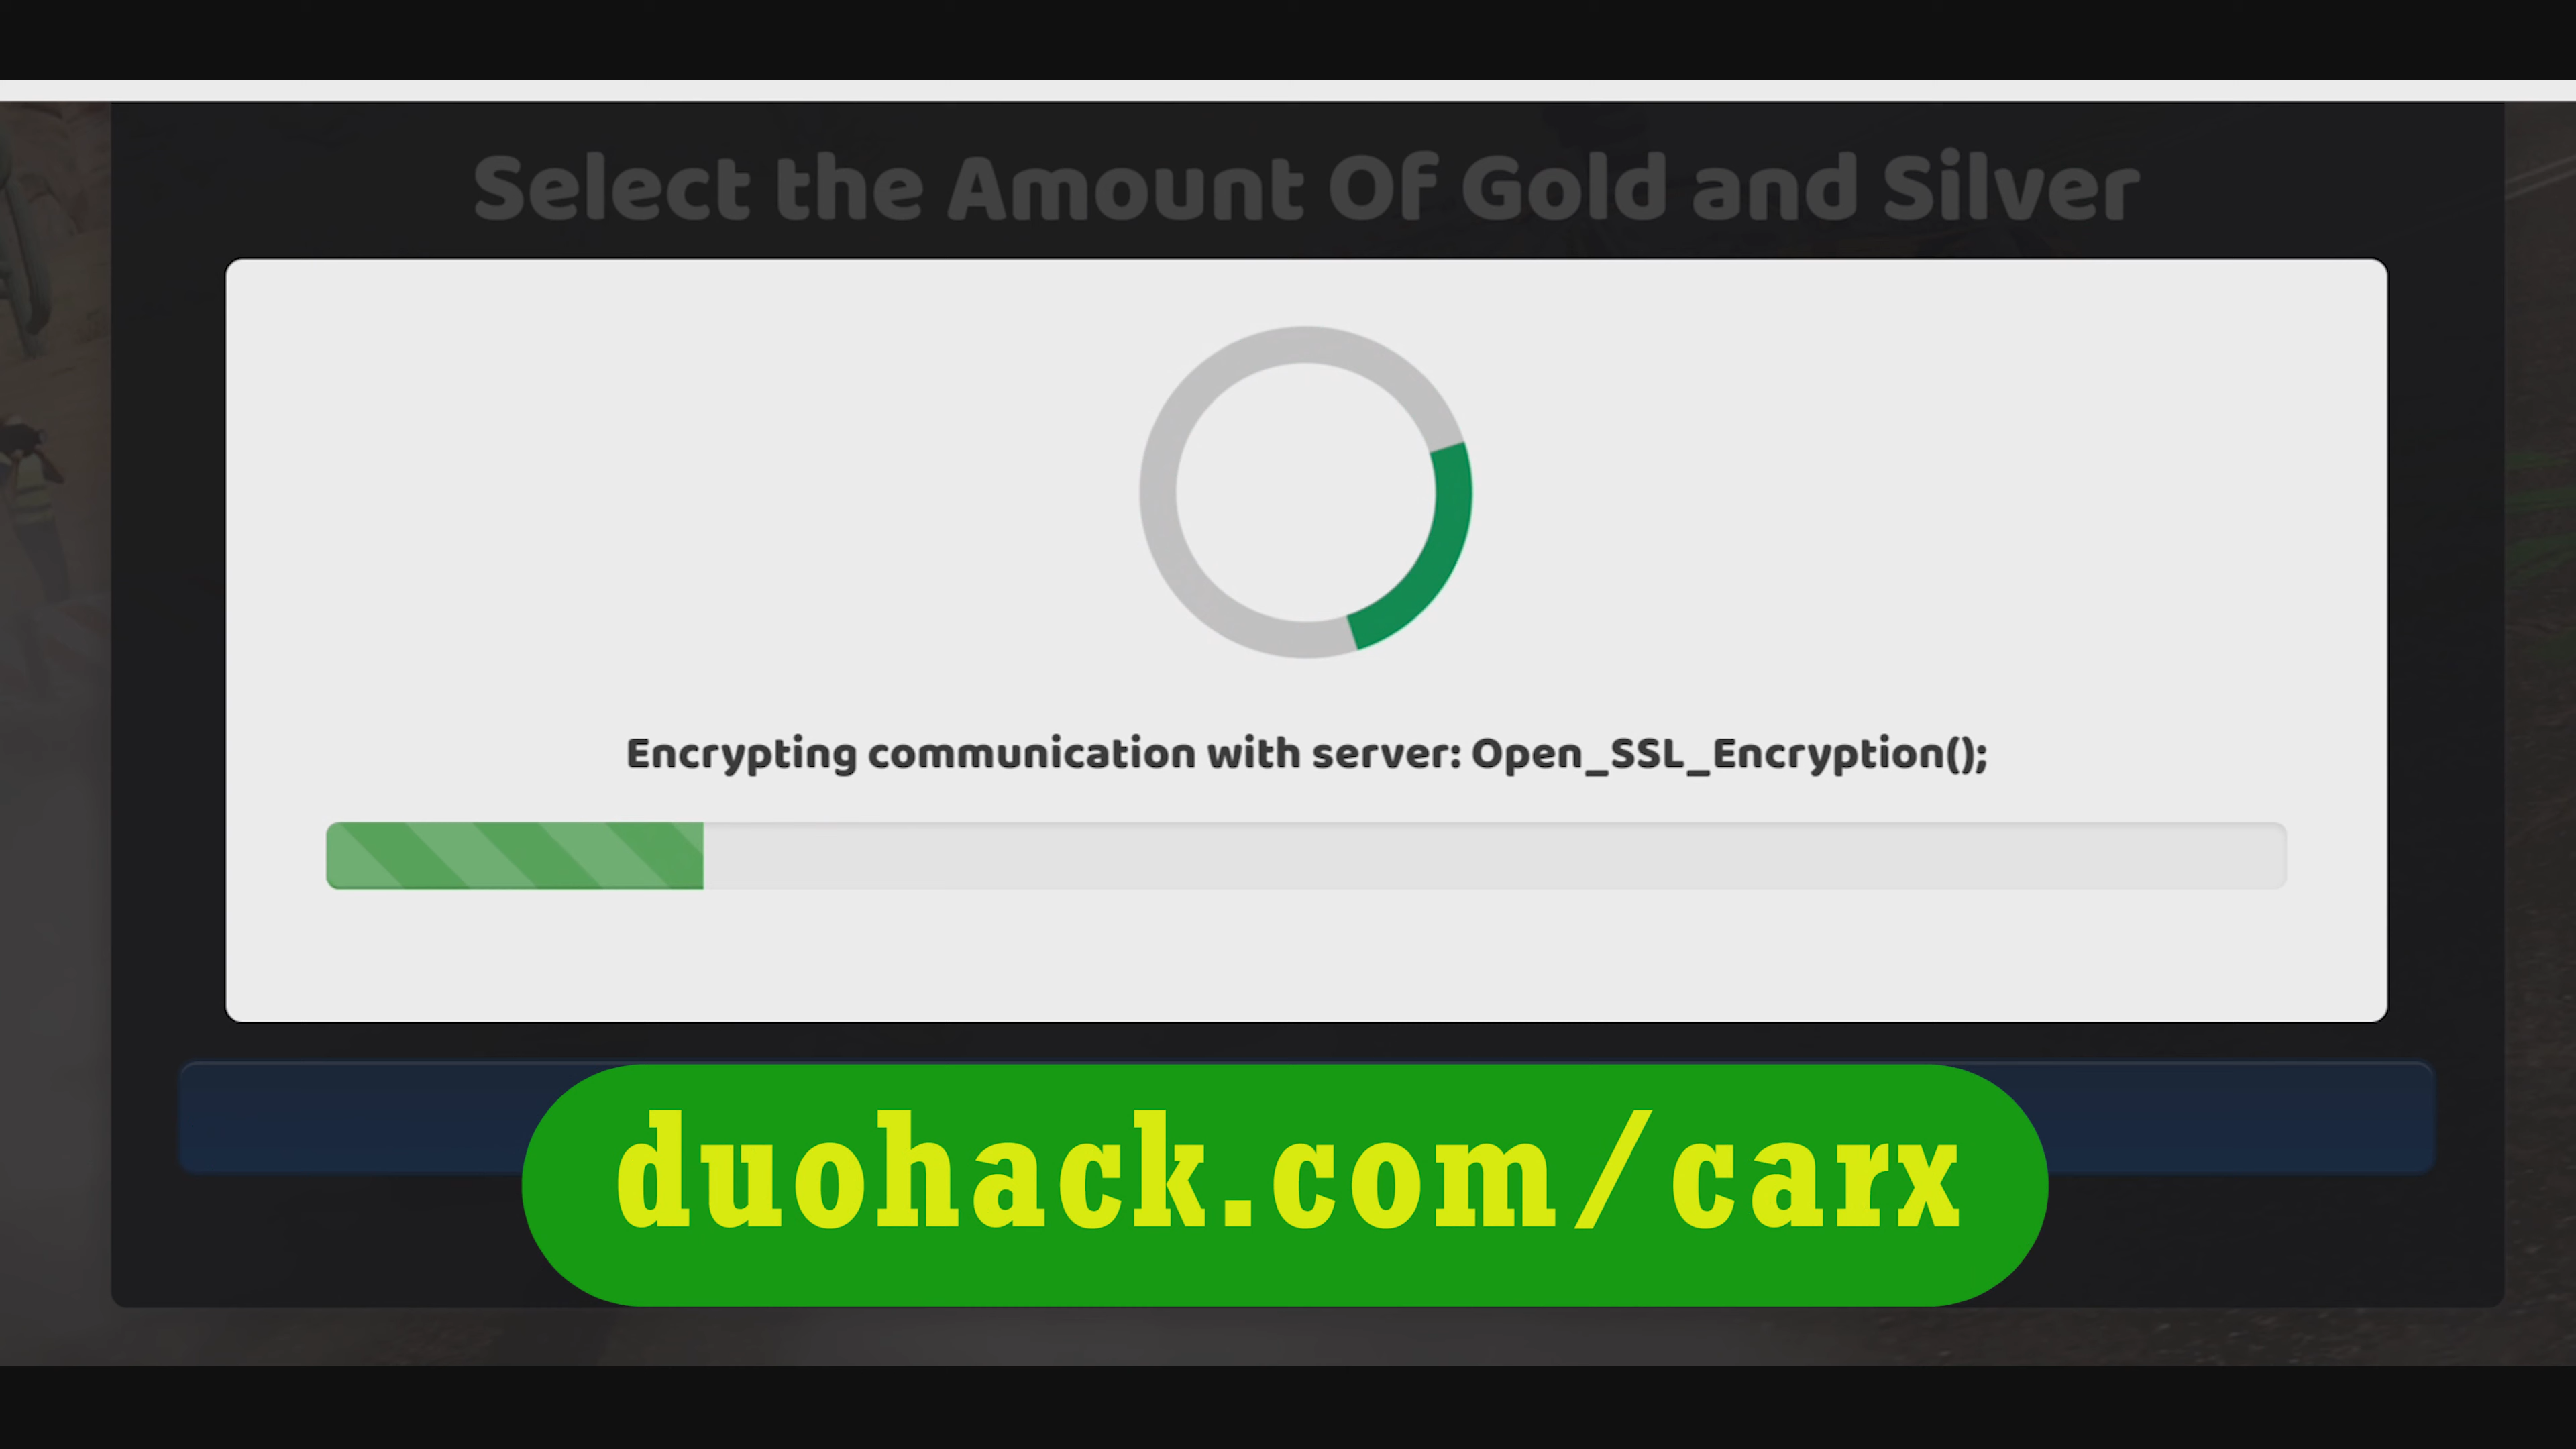 Select the Amount Of Gold and Silver
Encrypting communication with server: Open_SSL_Encryption();
duohack.com/carx